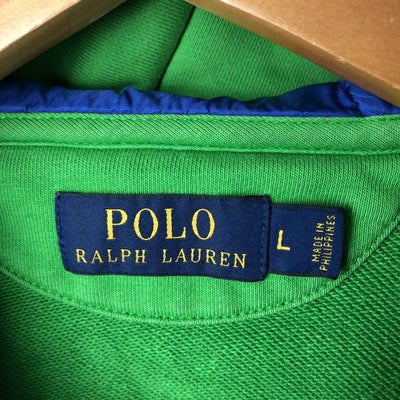 POLO
RALPH LAUREN
L
MADE IN
PHILIPPINES